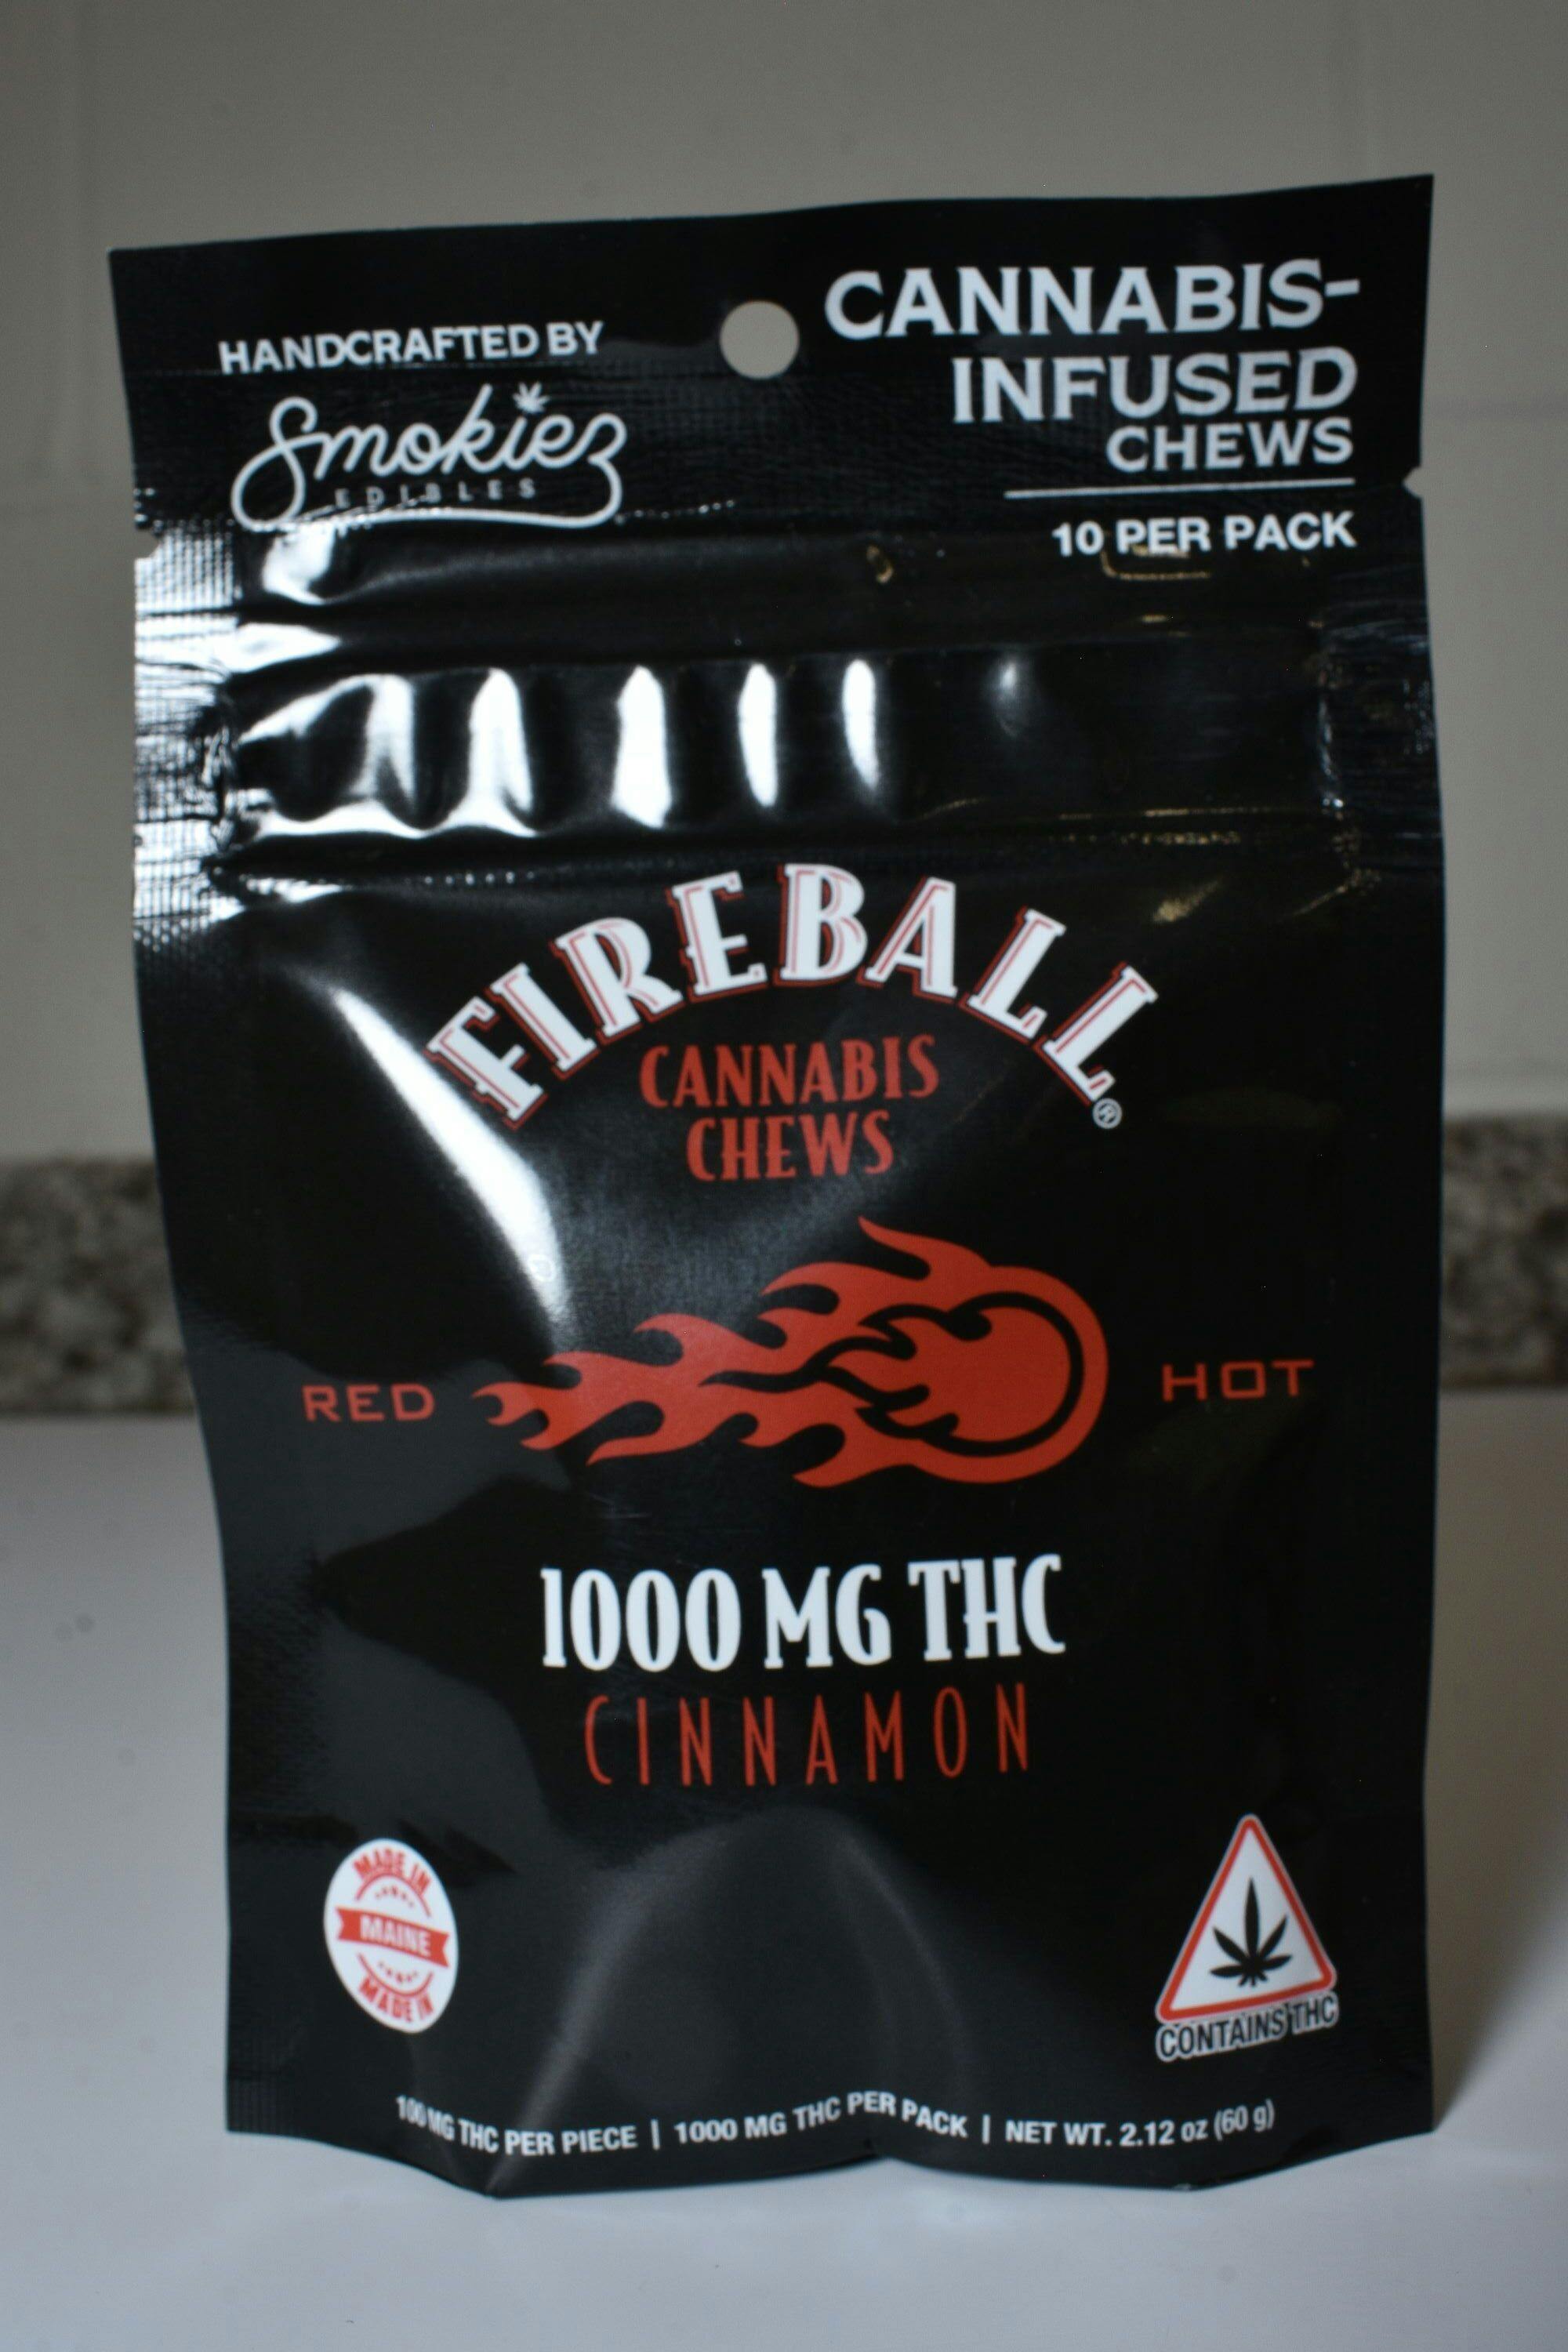 HANDCRAFTED BY
Smokiez
EDIBLES
CANNABIS-
INFUSED
CHEWS
10 PER PACK
FIREBALL®
CANNABIS
CHEWS
RED HOT
1000 MG THC
CINNAMON
MADE IN
MAINE
MADE IN
CONTAINS THC
100 MG THC PER PIECE | 1000 MG THC PER PACK | NET WT. 2.12 oz (60 g)